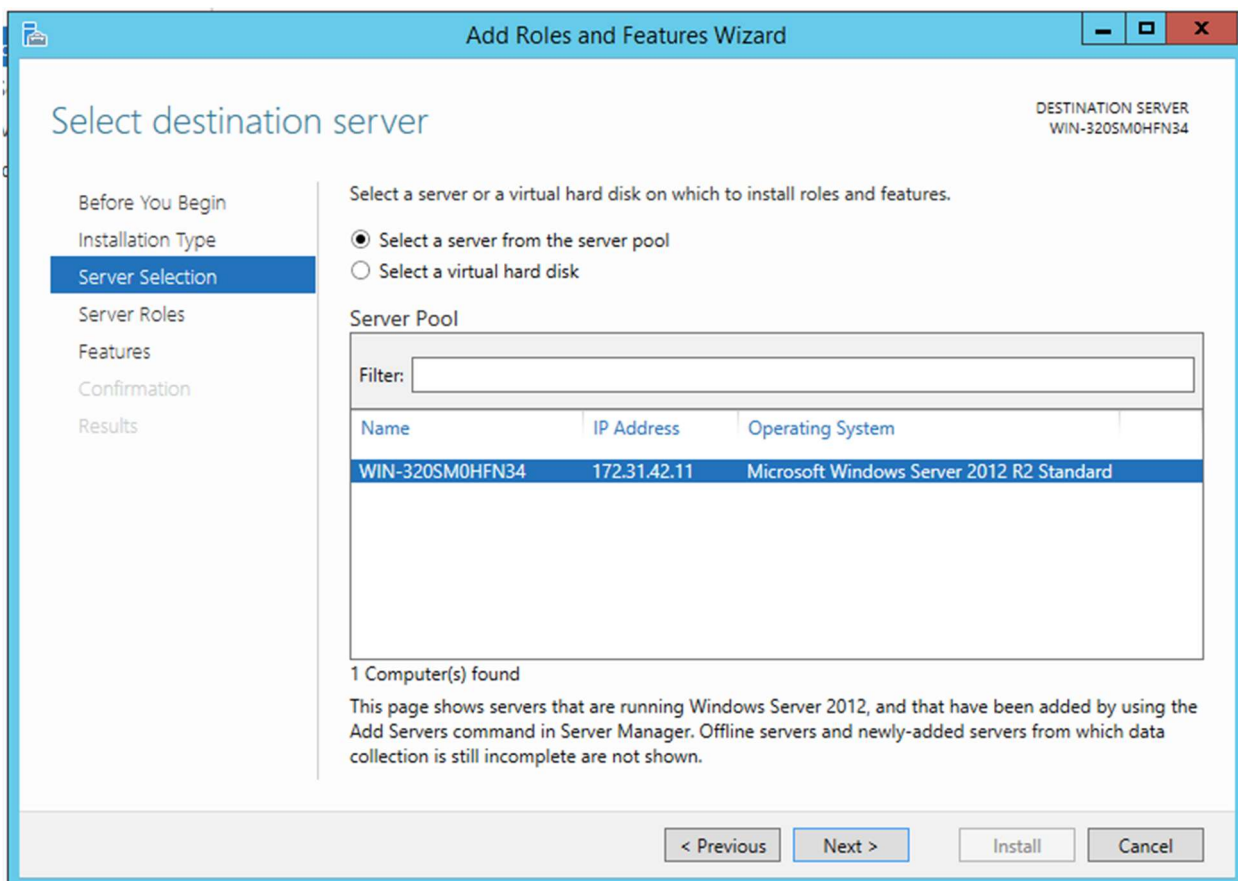 Add Roles and Features Wizard
Select destination server
DESTINATION SERVER
WIN-320SM0HFN34
Before You Begin
Installation Type
Server Selection
Server Roles
Features
Confirmation
Results
Select a server or a virtual hard disk on which to install roles and features.
Select a server from the server pool
Select a virtual hard disk
Server Pool
Filter:
Name IP Address Operating System
WIN-320SM0HFN34 172.31.42.11 Microsoft Windows Server 2012 R2 Standard
1 Computer(s) found
This page shows servers that are running Windows Server 2012, and that have been added by using the
Add Servers command in Server Manager. Offline servers and newly-added servers from which data
collection is still incomplete are not shown.
< Previous Next > Install Cancel